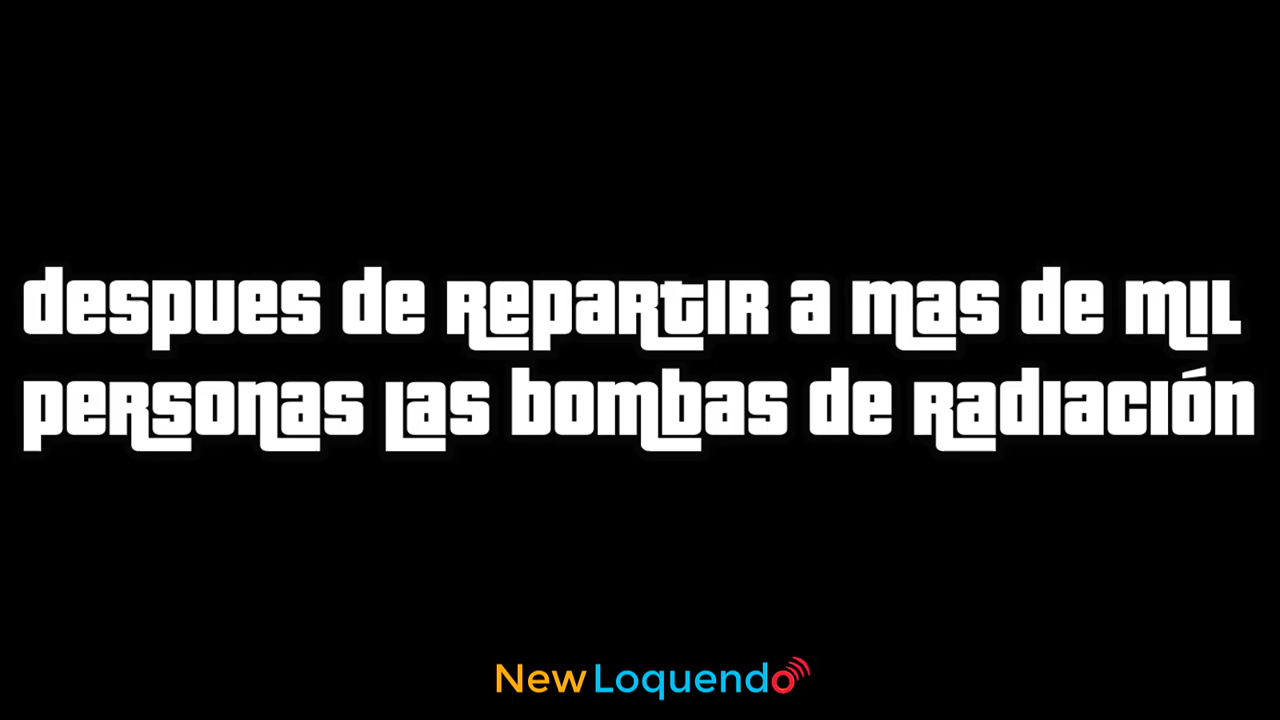 despues de repartir a mas de mil
personas las bombas de radiación
New Loquendo